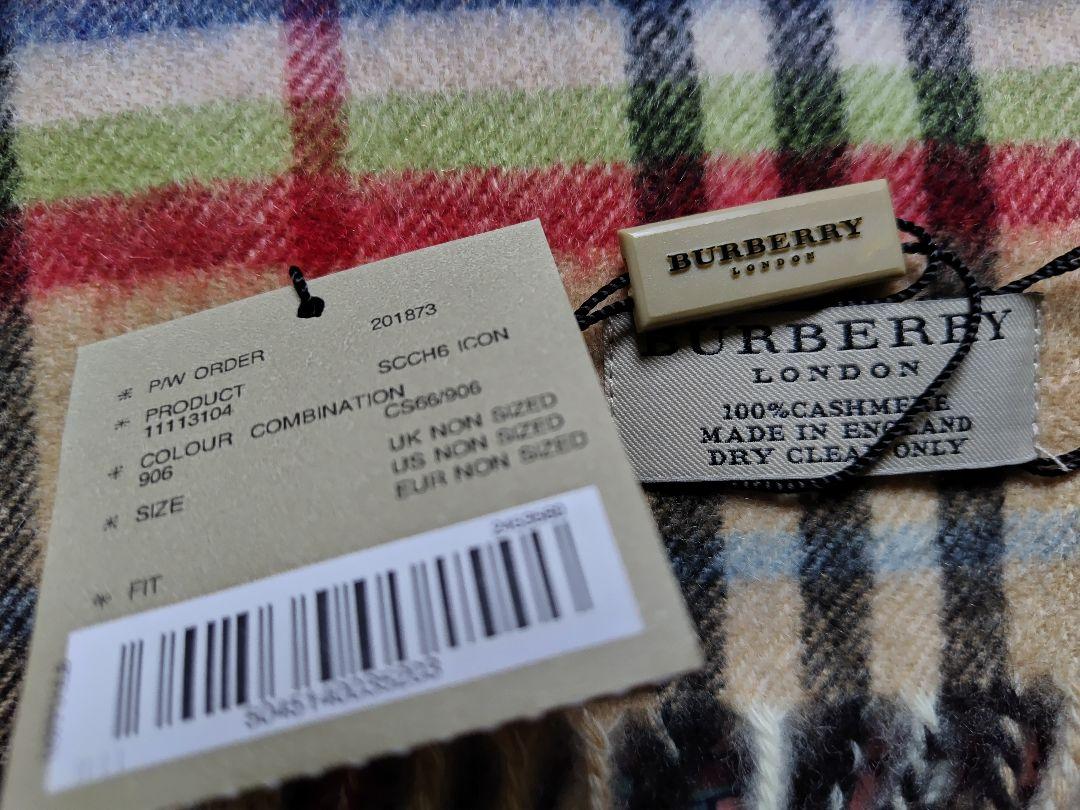 201873
* P/W ORDER
* PRODUCT SCCH6 ICON
11113104
* COLOUR COMBINATION
906 CS66/906
* SIZE UK NON SIZED
US NON SIZED
EUR NON SIZED
* FIT
BURBERRY
LONDON
BURBERRY
LONDON
100%CASHMERE
MADE IN ENGLAND
DRY CLEAN ONLY